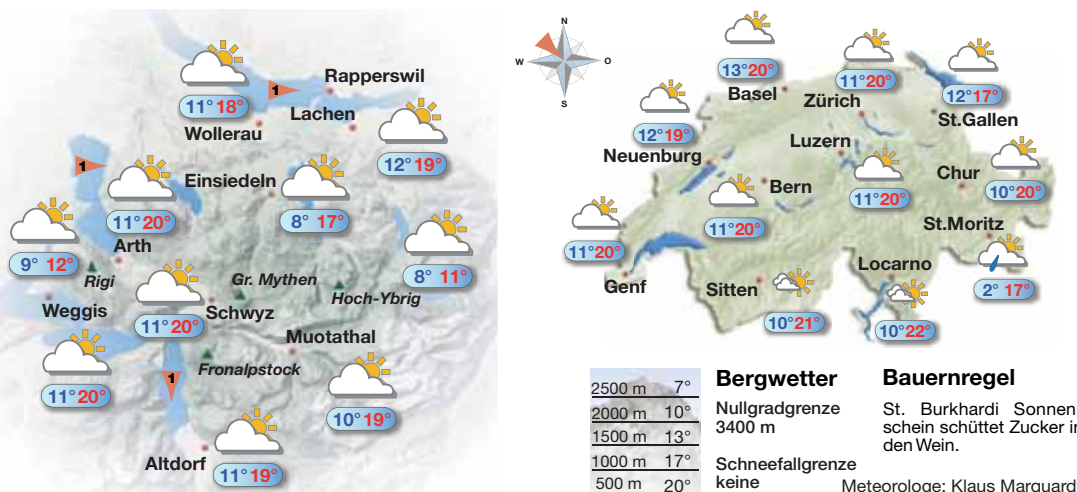 11° 18°
1
Rapperswil
Wollerau
Lachen
12° 19°
1
11° 20°
Einsiedeln
8° 17°
9° 12°
Arth
Rigi
Gr. Mythen
Hoch-Ybrig
8° 11°
Weggis
11° 20°
Schwyz
Muotathal
Fronalpstock
11° 20°
1
10° 19°
Altdorf
11° 19°
N
W
O
S
13° 20°
Basel
11° 20°
Zürich
12° 17°
St.Gallen
12° 19°
Neuenburg
Luzern
11° 20°
Bern
11° 20°
Chur
10° 20°
11° 20°
Genf
St.Moritz
2° 17°
Sitten
10° 21°
Locarno
10° 22°
2500 m 7°
2000 m 10°
1500 m 13°
1000 m 17°
500 m 20°
Bergwetter
Nullgradgrenze
3400 m
Schneefallgrenze
keine
Bauernregel
St. Burkhardi Sonnen
schein schüttet Zucker in
den Wein.
Meteorologe: Klaus Marquard